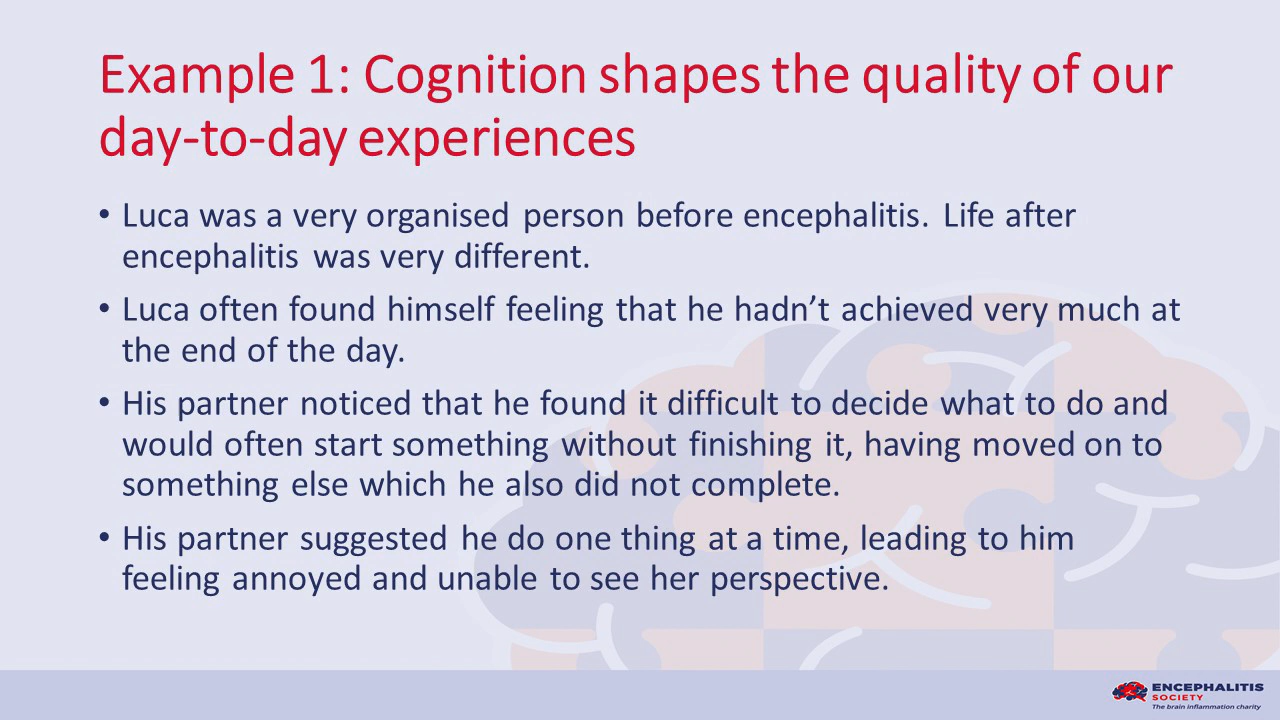 Example 1: Cognition shapes the quality of our
day-to-day experiences
• Luca was a very organised person before encephalitis. Life after
encephalitis was very different.
• Luca often found himself feeling that he hadn’t achieved very much at
the end of the day.
• His partner noticed that he found it difficult to decide what to do and
would often start something without finishing it, having moved on to
something else which he also did not complete.
• His partner suggested he do one thing at a time, leading to him
feeling annoyed and unable to see her perspective.
ENCEPHALITIS
SOCIETY
The brain inflammation charity